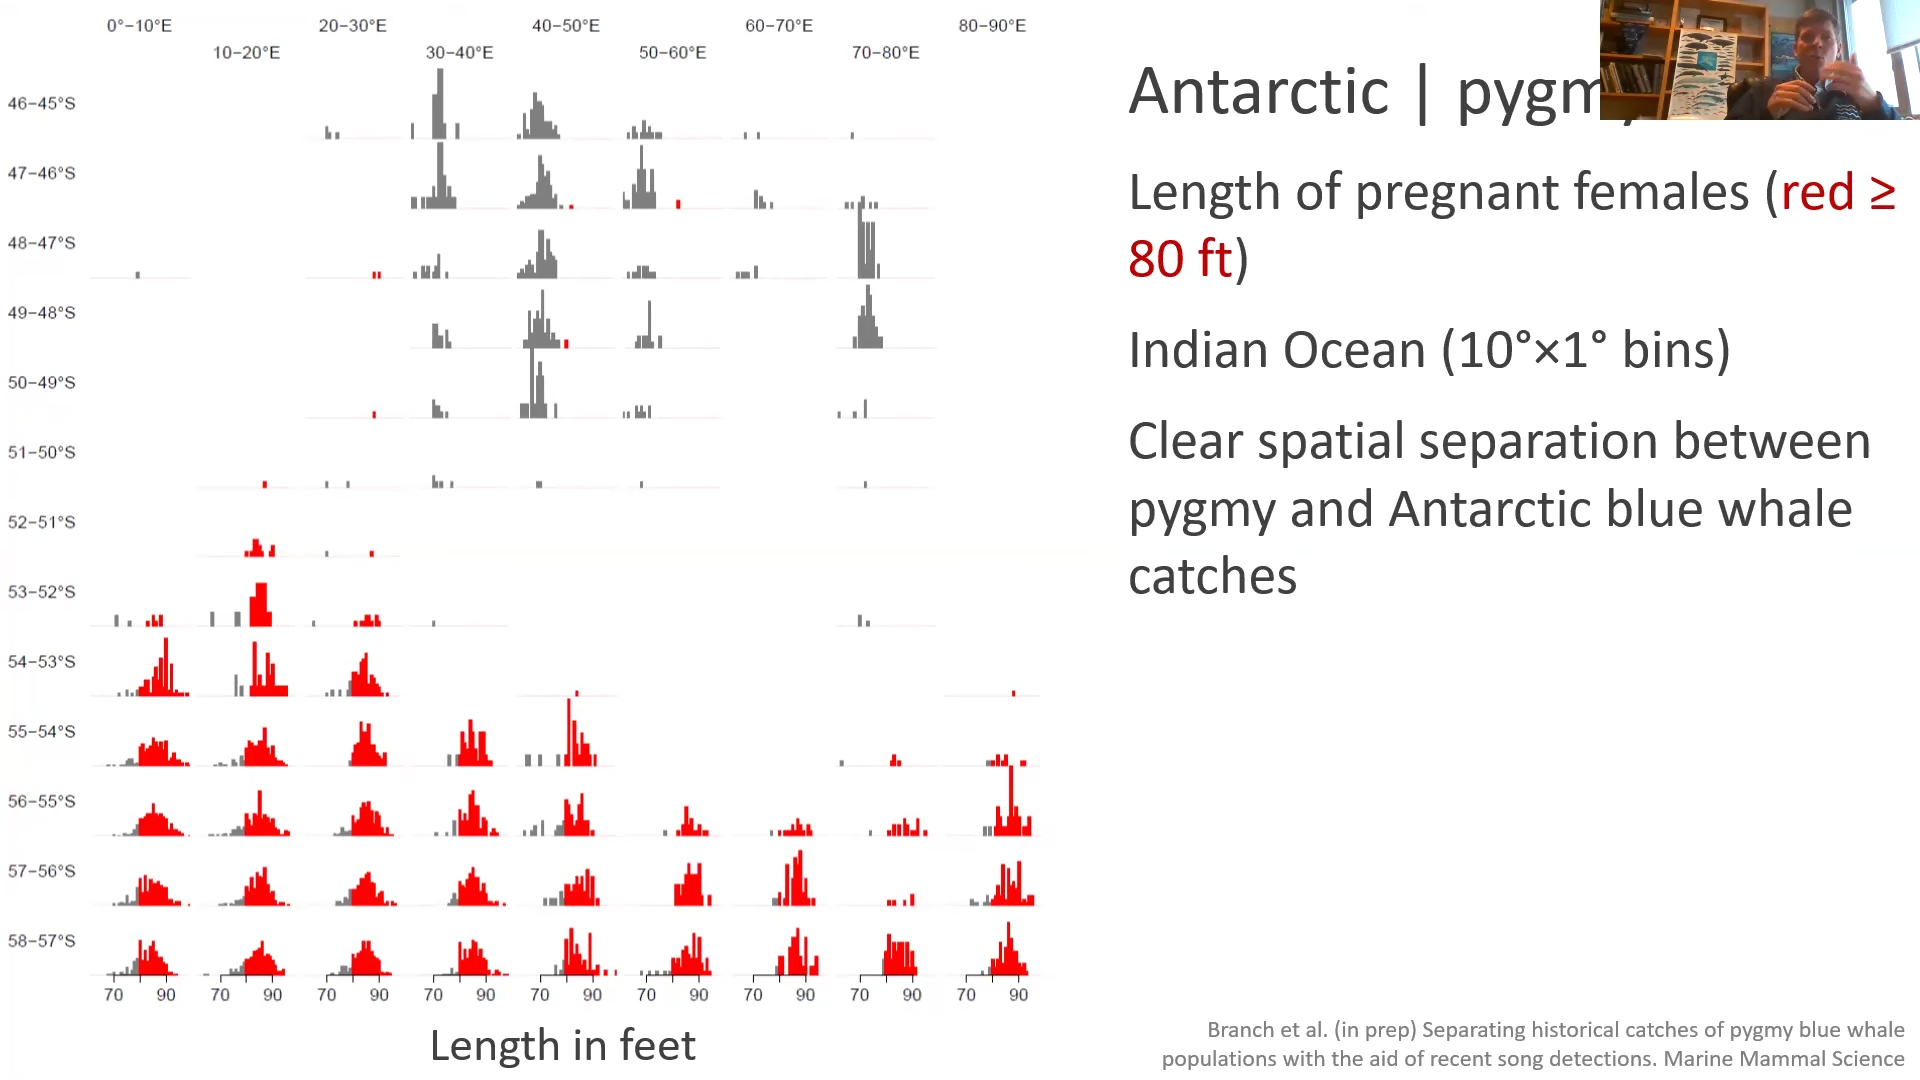 0°−10°E
20−30°E
40−50°E
60−70°E
80−90°E
10−20°E
30−40°E
50−60°E
70−80°E
46−45°S
47−46°S
48−47°S
49−48°S
50−49°S
51−50°S
52−51°S
53−52°S
54−53°S
55−54°S
56−55°S
57−56°S
58−57°S
70 90 70 90 70 90 70 90 70 90 70 90 70 90 70 90 70 90
Length in feet
Antarctic | pygm
Length of pregnant females (red ≥
80 ft)
Indian Ocean (10°×1° bins)
Clear spatial separation between
pygmy and Antarctic blue whale
catches
Branch et al. (in prep) Separating historical catches of pygmy blue whale
populations with the aid of recent song detections. Marine Mammal Science